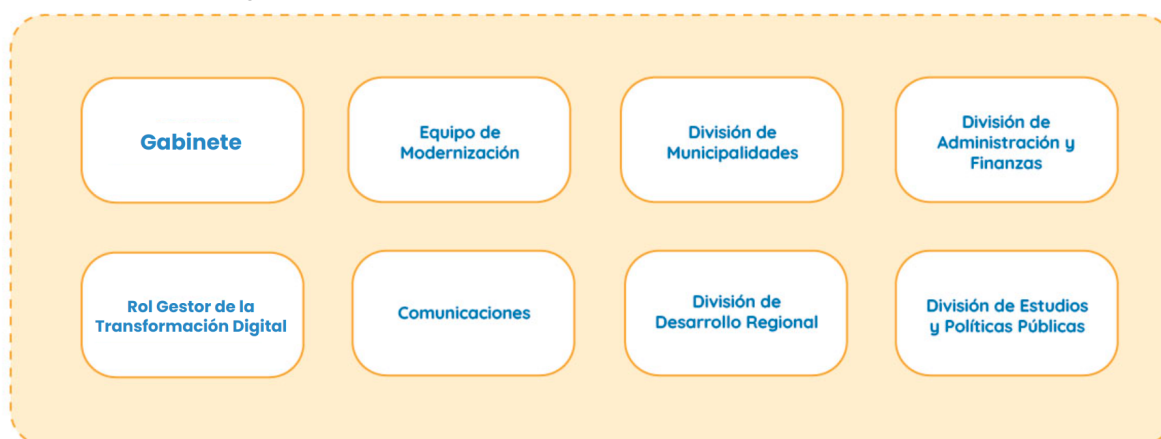 Gabinete
Equipo de
Modernización
División de
Municipalidades
División de
Administración y
Finanzas
Rol Gestor de la
Transformación Digital
Comunicaciones
División de
Desarrollo Regional
División de Estudios
y Políticas Públicas